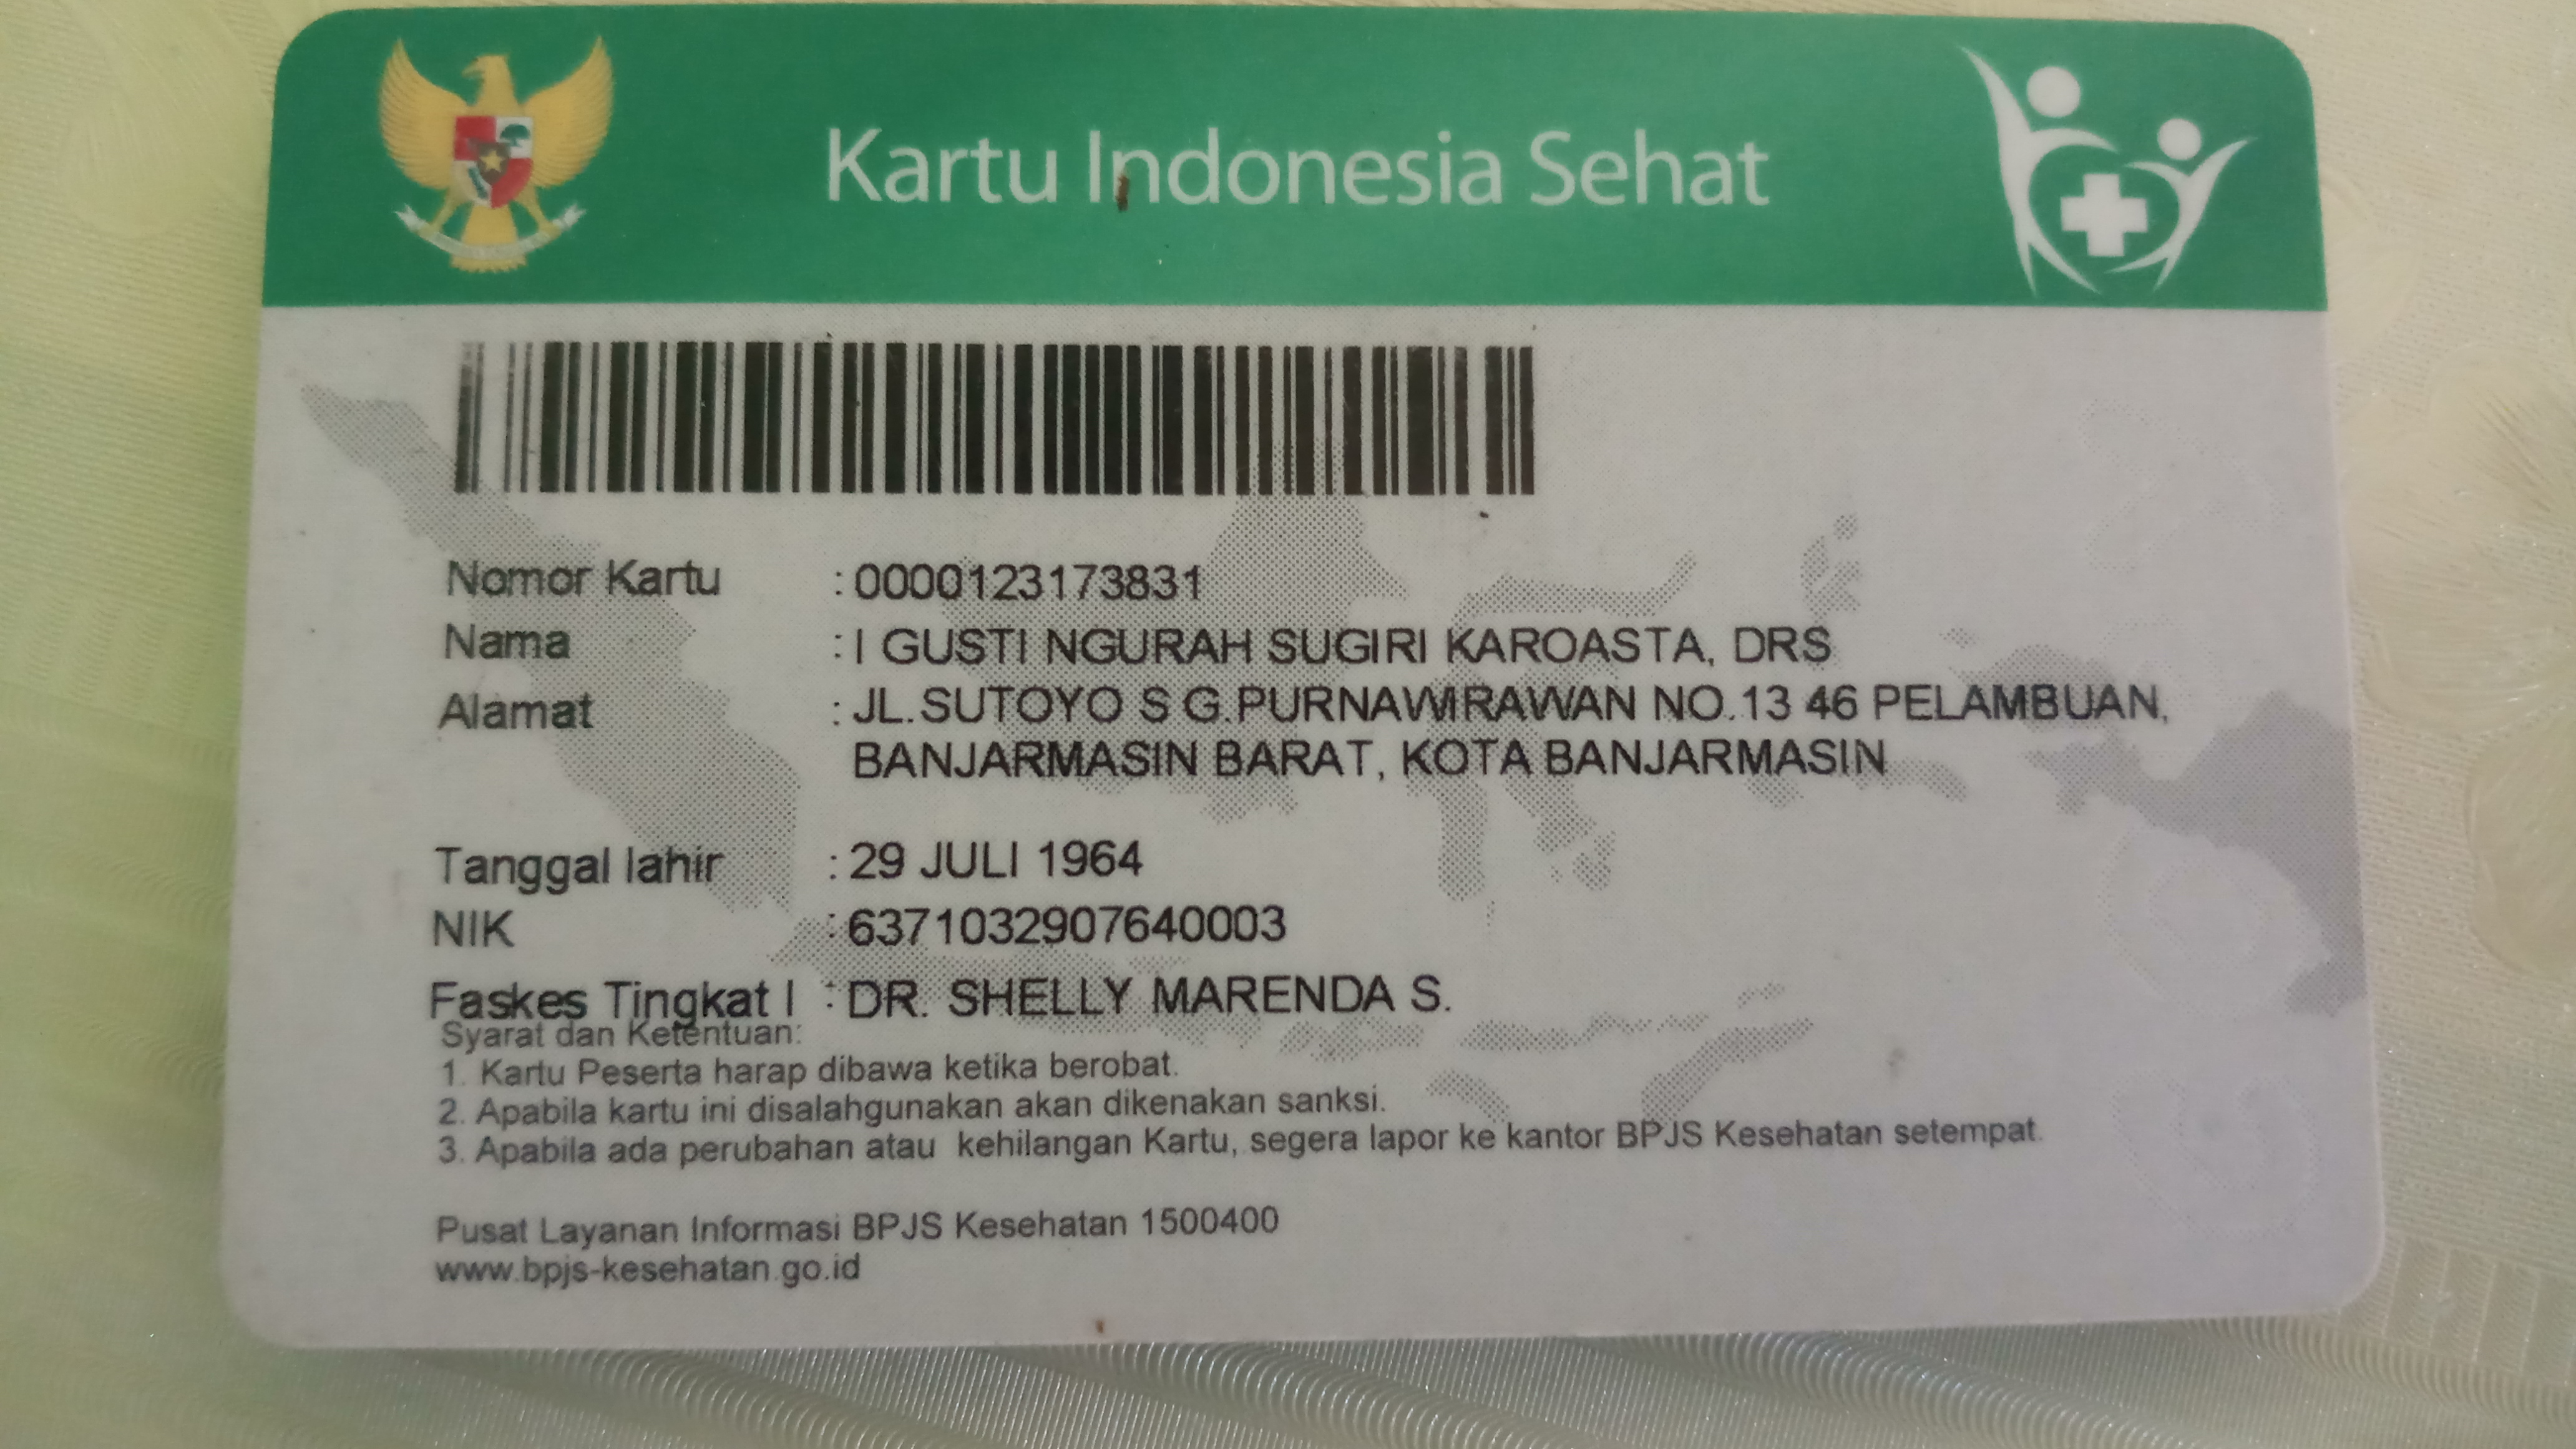 Kartu Indonesia Sehat
Nomor Kartu : 0000123173831
Nama : I GUSTI NGURAH SUGIRI KAROASTA, DRS
Alamat : JL.SUTOYO S G.PURNAWIRAWAN NO.13 46 PELAMBUAN,
BANJARMASIN BARAT, KOTA BANJARMASIN
Tanggal lahir : 29 JULI 1964
NIK : 6371032907640003
Faskes Tingkat I : DR. SHELLY MARENDA S.
Syarat dan Ketentuan:
1. Kartu Peserta harap dibawa ketika berobat.
2. Apabila kartu ini disalahgunakan akan dikenakan sanksi.
3. Apabila ada perubahan atau kehilangan Kartu, segera lapor ke kantor BPJS Kesehatan setempat.
Pusat Layanan Informasi BPJS Kesehatan 1500400
www.bpjs-kesehatan.go.id